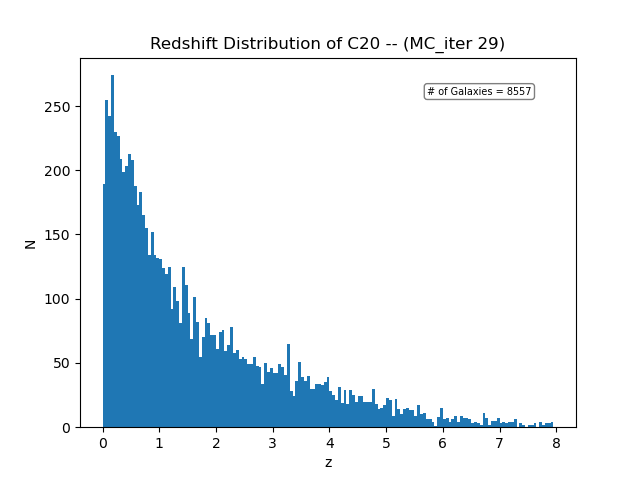 Redshift Distribution of C20 -- (MC_iter 29)
# of Galaxies = 8557
N
250
200
150
100
50
0
0 1 2 3 4 5 6 7 8
z